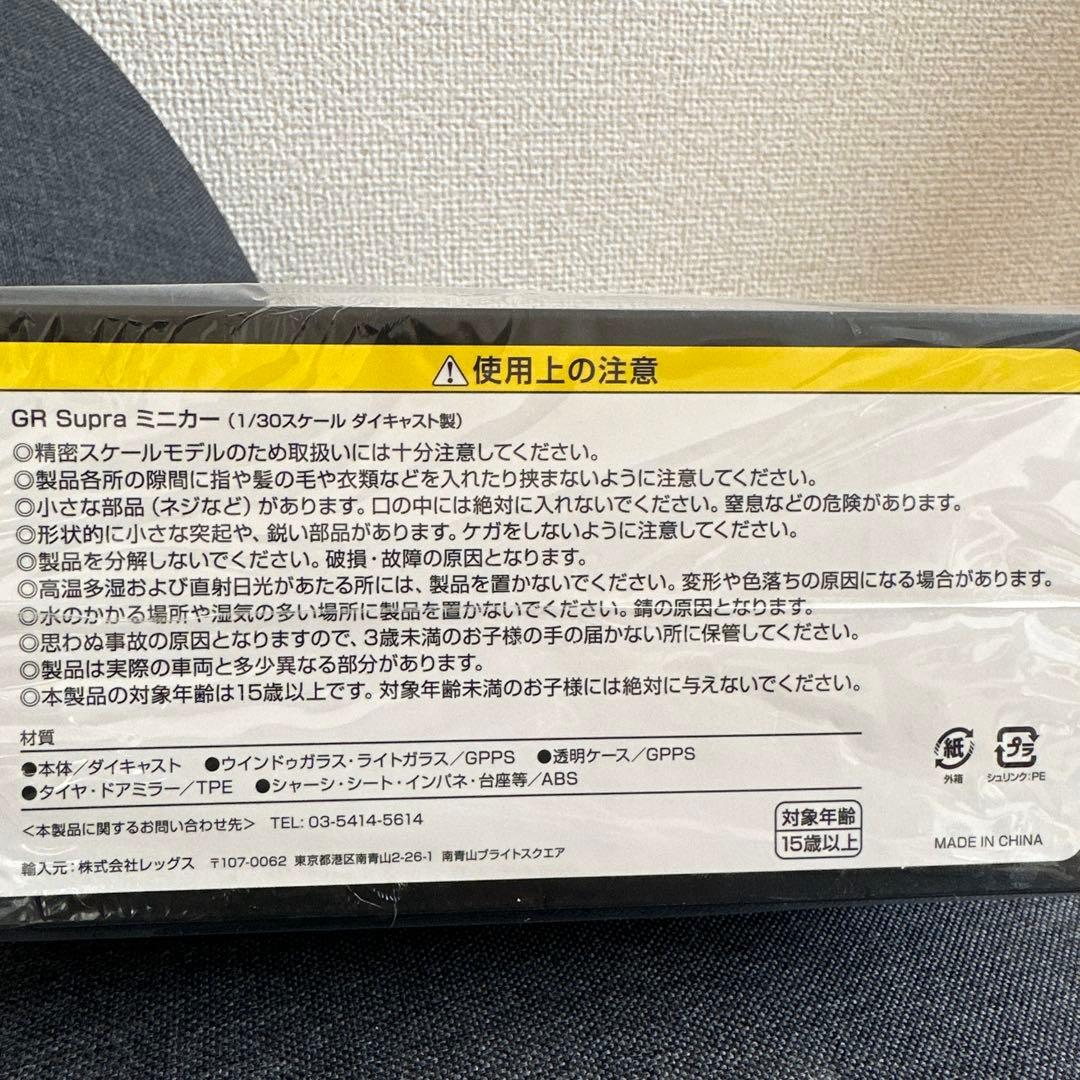 ⚠使用上の注意
GR Supra ミニカー（1/30スケール ダイキャスト製）
◎精密スケールモデルのため取扱いには十分注意してください。
◎製品各所の隙間に指や髪の毛や衣類などを入れたり挟まないように注意してください。
◎小さな部品（ネジなど）があります。口の中には絶対に入れないでください。窒息などの危険があります。
◎形状的に小さな突起や、鋭い部品があります。ケガをしないように注意してください。
◎製品を分解しないでください。破損・故障の原因となります。
◎高温多湿および直射日光があたる所には、製品を置かないでください。変形や色落ちの原因になる場合があります。
◎水のかかる場所や湿気の多い場所に製品を置かないでください。錆の原因となります。
◎思わぬ事故の原因となりますので、3歳未満のお子様の手の届かない所に保管してください。
◎製品は実際の車両と多少異なる部分があります。
◎本製品の対象年齢は15歳以上です。対象年齢未満のお子様には絶対に与えないでください。
材質
●本体/ダイキャスト ●ウインドゥガラス・ライトガラス/GPPS ●透明ケース/GPPS
●タイヤ・ドアミラー/TPE ●シャーシ・シート・インパネ・台座等/ABS
紙 プラ
外箱 シュリンク:PE
<本製品に関するお問い合わせ先> TEL: 03-5414-5614
輸入元：株式会社レッグス 〒107-0062 東京都港区南青山2-26-1 南青山ブライトスクエア
対象年齢
15歳以上
MADE IN CHINA